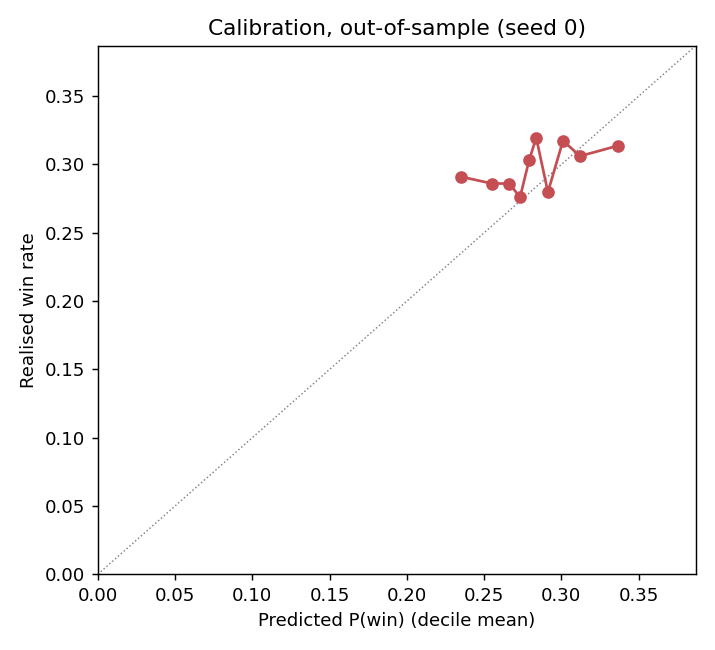 Calibration, out-of-sample (seed 0)
Realised win rate
0.35
0.30
0.25
0.20
0.15
0.10
0.05
0.00
0.00 0.05 0.10 0.15 0.20 0.25 0.30 0.35
Predicted P(win) (decile mean)